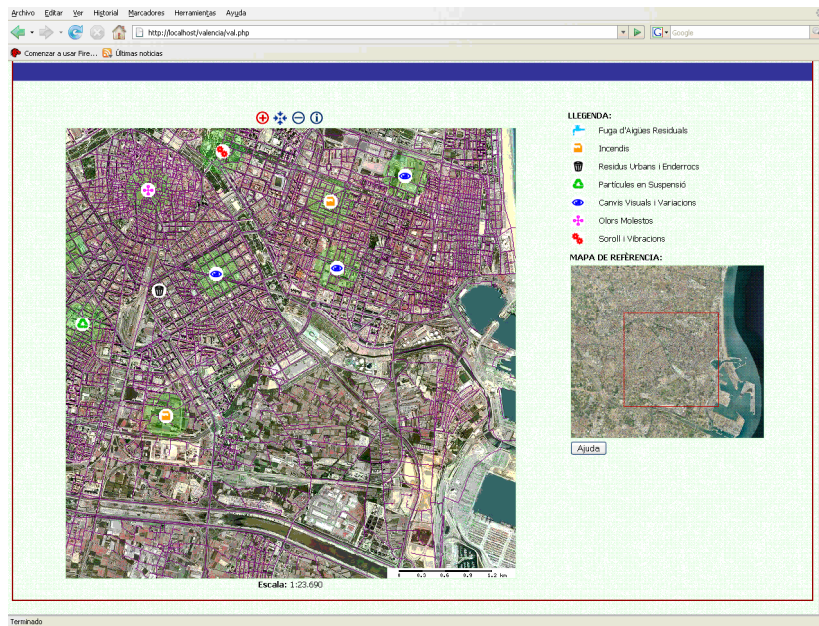 Archivo Editar Ver Historial Marcadores Herramientas Ayuda
http://localhost/valencia/val.php
G Google
Comenzar a usar Fire... Últimas noticias
LLEGENDA:
Fuga d'Aigües Residuals
Incendis
Residus Urbans i Enderrocs
Partícules en Suspensió
Canvis Visuals i Variacions
Olors Molestos
Soroll i Vibracions
MAPA DE REFÈRENCIA:
Ajuda
0 0.3 0.6 0.9 1.2 km
Escala: 1:23.690
Terminado